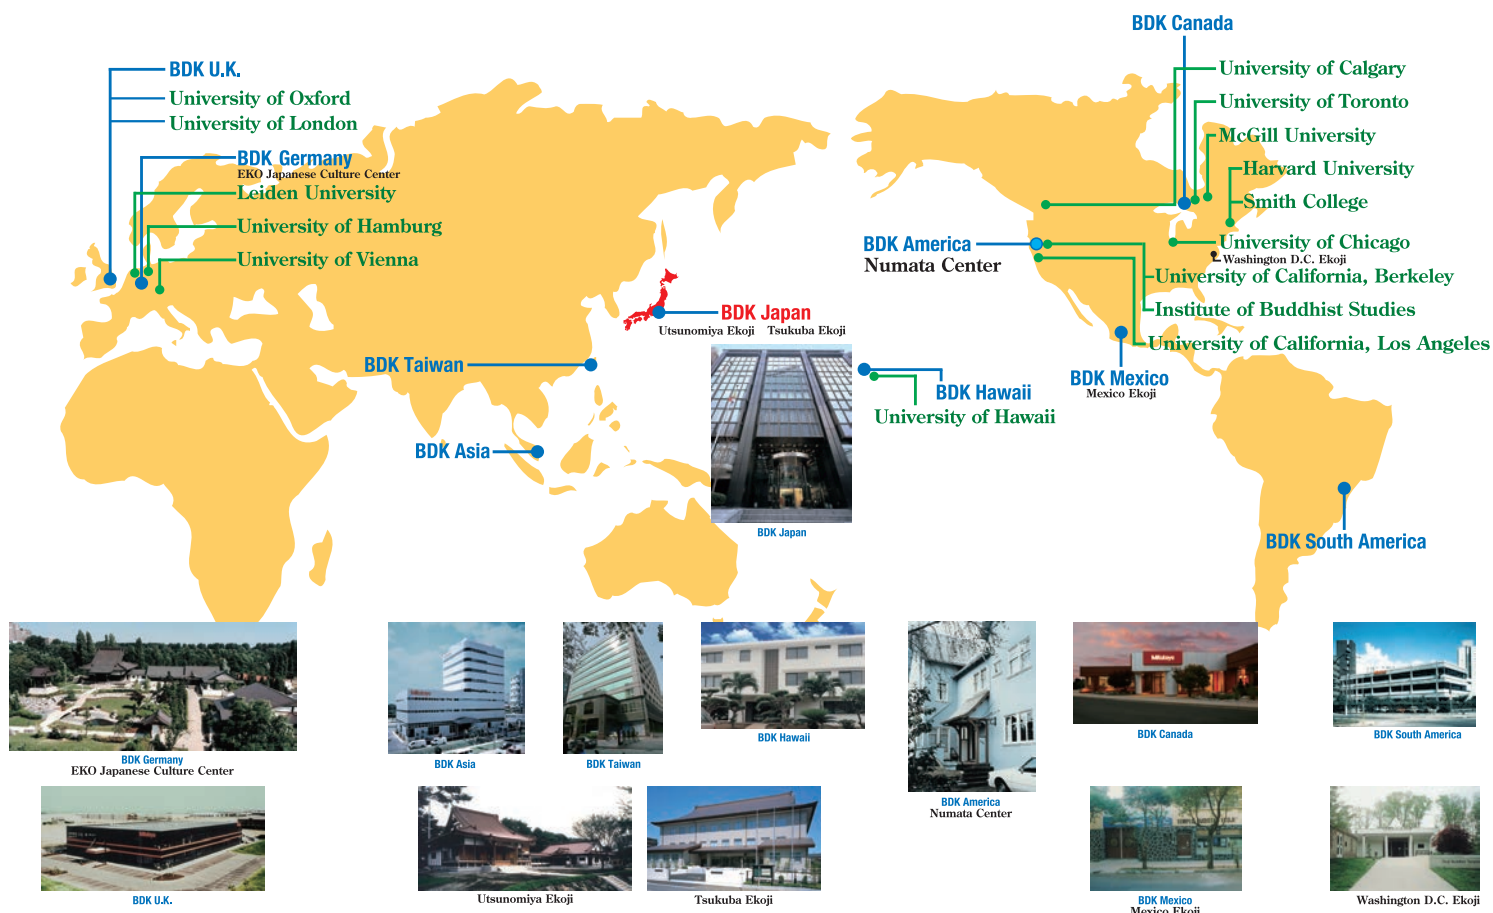 BDK Canada
BDK U.K.
University of Oxford
University of London
BDK Germany
EKO Japanese Culture Center
Leiden University
University of Hamburg
University of Vienna
University of Calgary
University of Toronto
McGill University
Harvard University
Smith College
University of Chicago
Washington D.C. Ekoji
University of California, Berkeley
Institute of Buddhist Studies
University of California, Los Angeles
BDK America
Numata Center
BDK Japan
Utsunomiya Ekoji Tsukuba Ekoji
BDK Taiwan
BDK Hawaii
University of Hawaii
BDK Mexico
Mexico Ekoji
BDK Asia
BDK Japan
BDK South America
BDK Germany
EKO Japanese Culture Center
BDK Asia
BDK Taiwan
BDK Hawaii
BDK America
Numata Center
Mitutoyo
BDK Canada
BDK South America
BDK U.K.
Utsunomiya Ekoji
Tsukuba Ekoji
BDK Mexico
Mexico Ekoji
Washington D.C. Ekoji